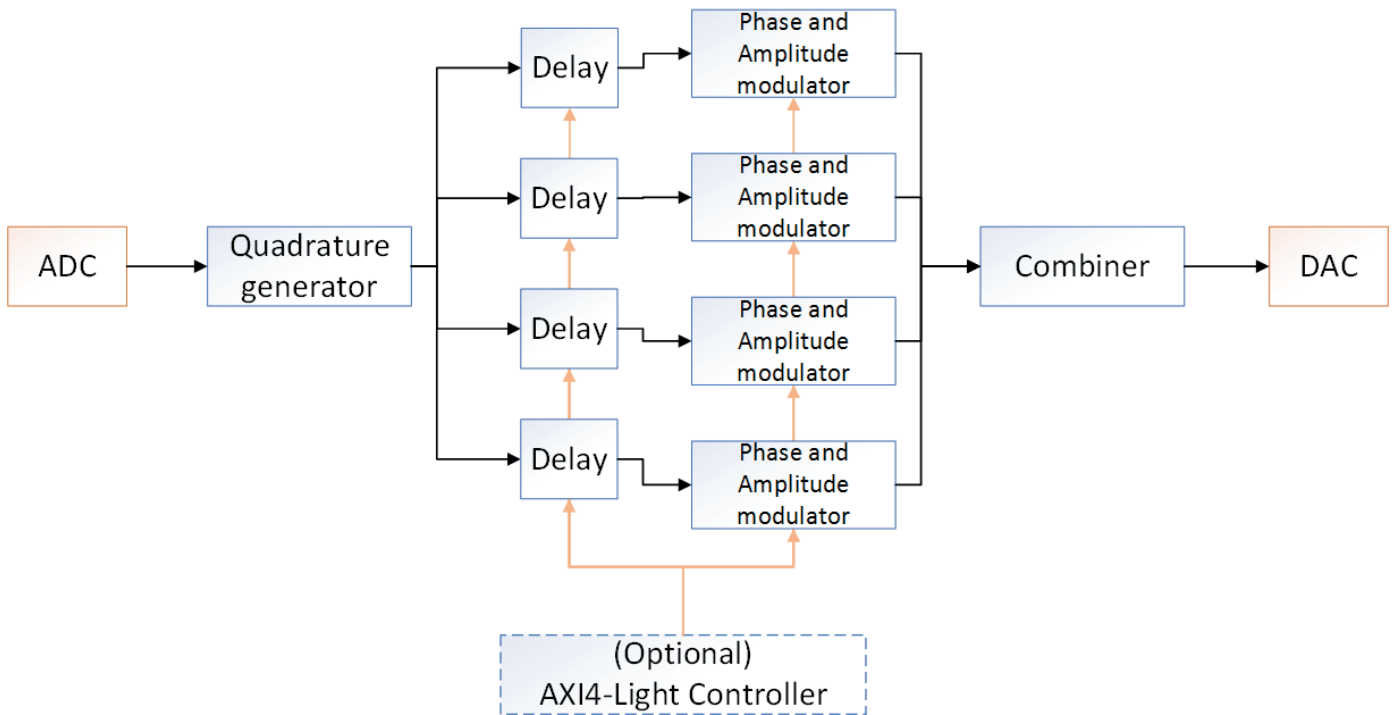 Phase and
Amplitude
modulator
Delay
Phase and
Amplitude
modulator
Delay
ADC
Quadrature
generator
Combiner
DAC
Phase and
Amplitude
modulator
Delay
Phase and
Amplitude
modulator
Delay
(Optional)
AXI4-Light Controller